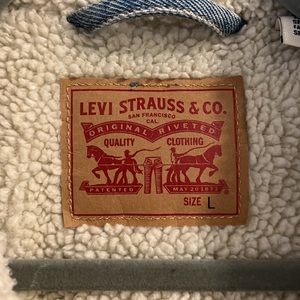 LEVI STRAUSS & CO.
SAN FRANCISCO
CAL.
ORIGINAL RIVETED
QUALITY CLOTHING
PATENTED MAY 20 1873
SIZE L